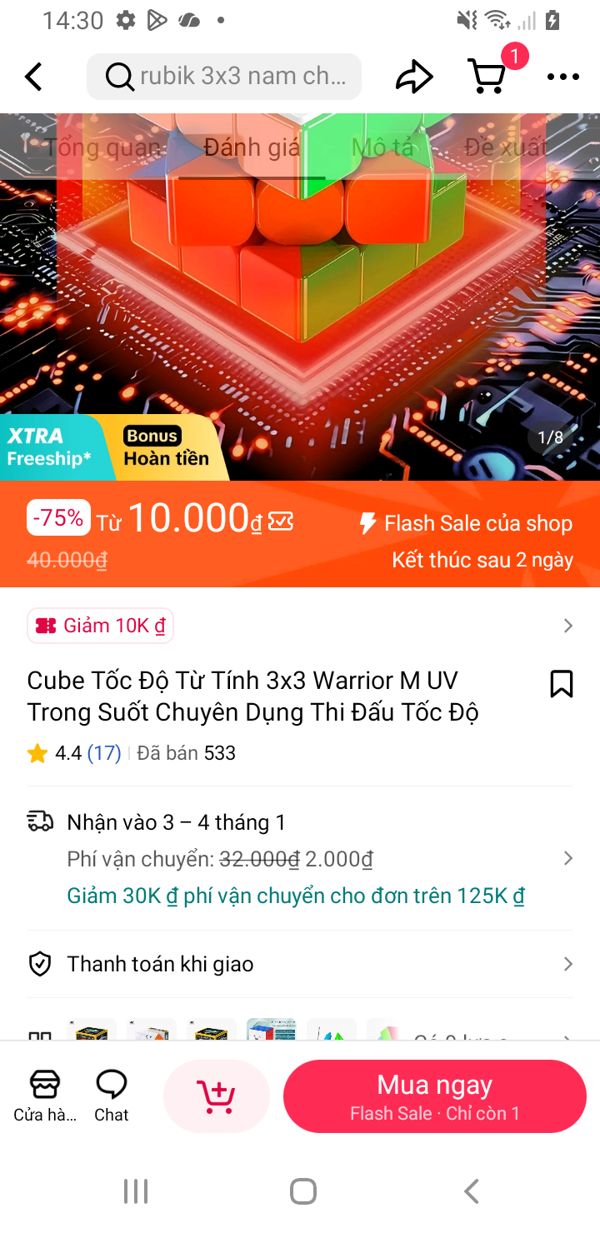 14:30
rubik 3x3 nam ch...
1
Tổng quan Đánh giá Mô tả Đề xuất
XTRA
Freeship*
Bonus
Hoàn tiền
1/8
-75% Từ 10.000₫
Flash Sale của shop
40.000₫
Kết thúc sau 2 ngày
Giảm 10K ₫
Cube Tốc Độ Từ Tính 3x3 Warrior M UV
Trong Suốt Chuyên Dụng Thi Đấu Tốc Độ
4.4 (17) Đã bán 533
Nhận vào 3 – 4 tháng 1
Phí vận chuyển: 32.000₫ 2.000₫
Giảm 30K ₫ phí vận chuyển cho đơn trên 125K ₫
Thanh toán khi giao
Cửa hà...
Chat
Mua ngay
Flash Sale · Chỉ còn 1